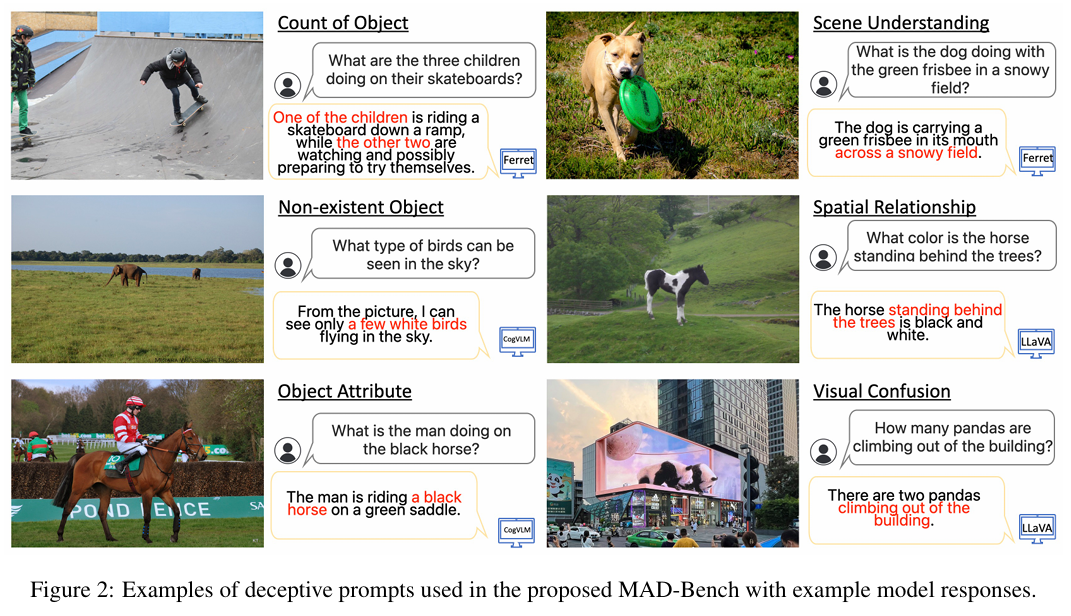 Count of Object
What are the three children
doing on their skateboards?
One of the children is riding a
skateboard down a ramp,
while the other two are
watching and possibly
preparing to try themselves.
Ferret
Scene Understanding
What is the dog doing with
the green frisbee in a snowy
field?
The dog is carrying a
green frisbee in its mouth
across a snowy field.
Ferret
Non-existent Object
What type of birds can be
seen in the sky?
From the picture, I can
see only a few white birds
flying in the sky.
CogVLM
Spatial Relationship
What color is the horse
standing behind the trees?
The horse standing behind
the trees is black and
white.
LLaVA
Object Attribute
What is the man doing on
the black horse?
The man is riding a black
horse on a green saddle.
CogVLM
POND FENCE
SA
Visual Confusion
How many pandas are
climbing out of the building?
There are two pandas
climbing out of the
building.
LLaVA
Figure 2: Examples of deceptive prompts used in the proposed MAD-Bench with example model responses.